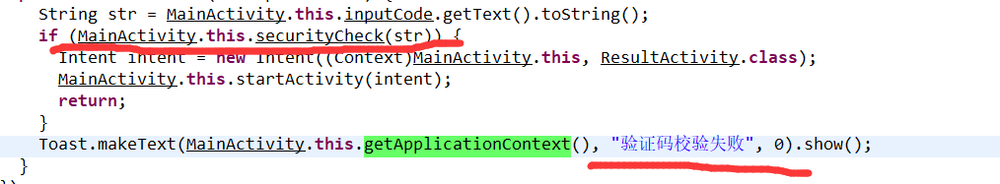 String str = MainActivity.this.inputCode.getText().toString();
if (MainActivity.this.securityCheck(str)) {
Intent intent = new Intent((Context)MainActivity.this, ResultActivity.class);
MainActivity.this.startActivity(intent);
return;
}
Toast.makeText(MainActivity.this.getApplicationContext(), "验证码校验失败", 0).show();
}